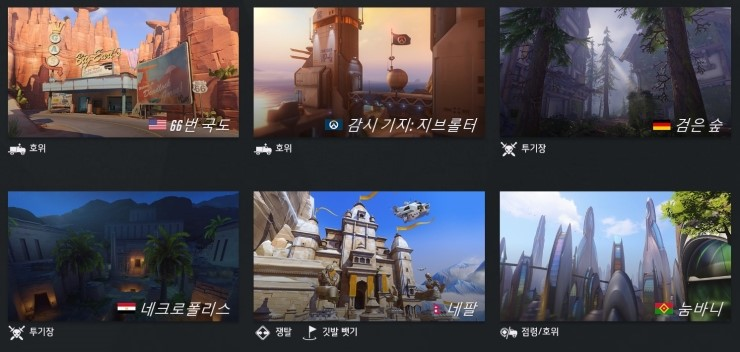 66
66번 국도
감시 기지: 지브롤터
검은 숲
호위
호위
투기장
네크로폴리스
네팔
눔바니
투기장
쟁탈
깃발 뺏기
점령/호위